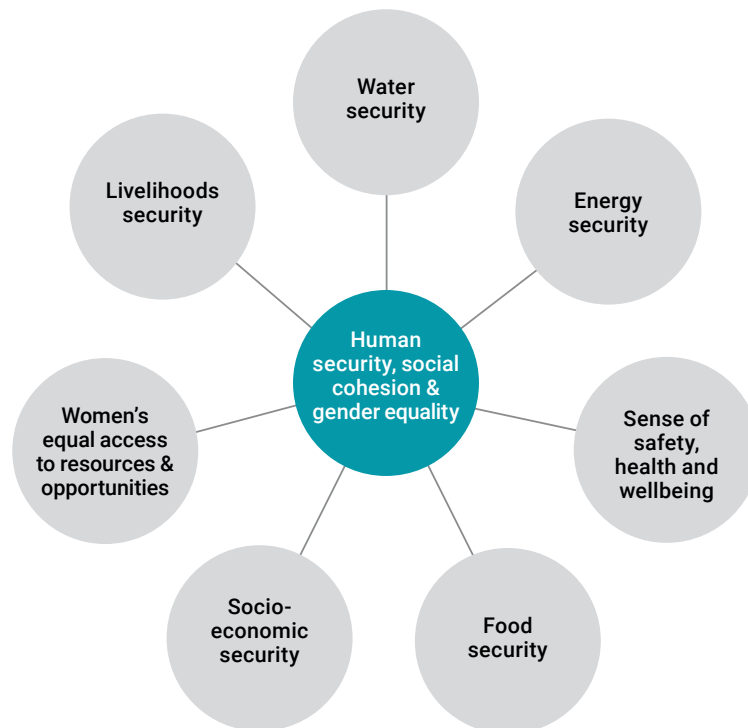 Water
security
Livelihoods
security
Energy
security
Human
security, social
cohesion &
gender equality
Women’s
equal access
to resources &
opportunities
Sense of
safety,
health and
wellbeing
Socio-
economic
security
Food
security